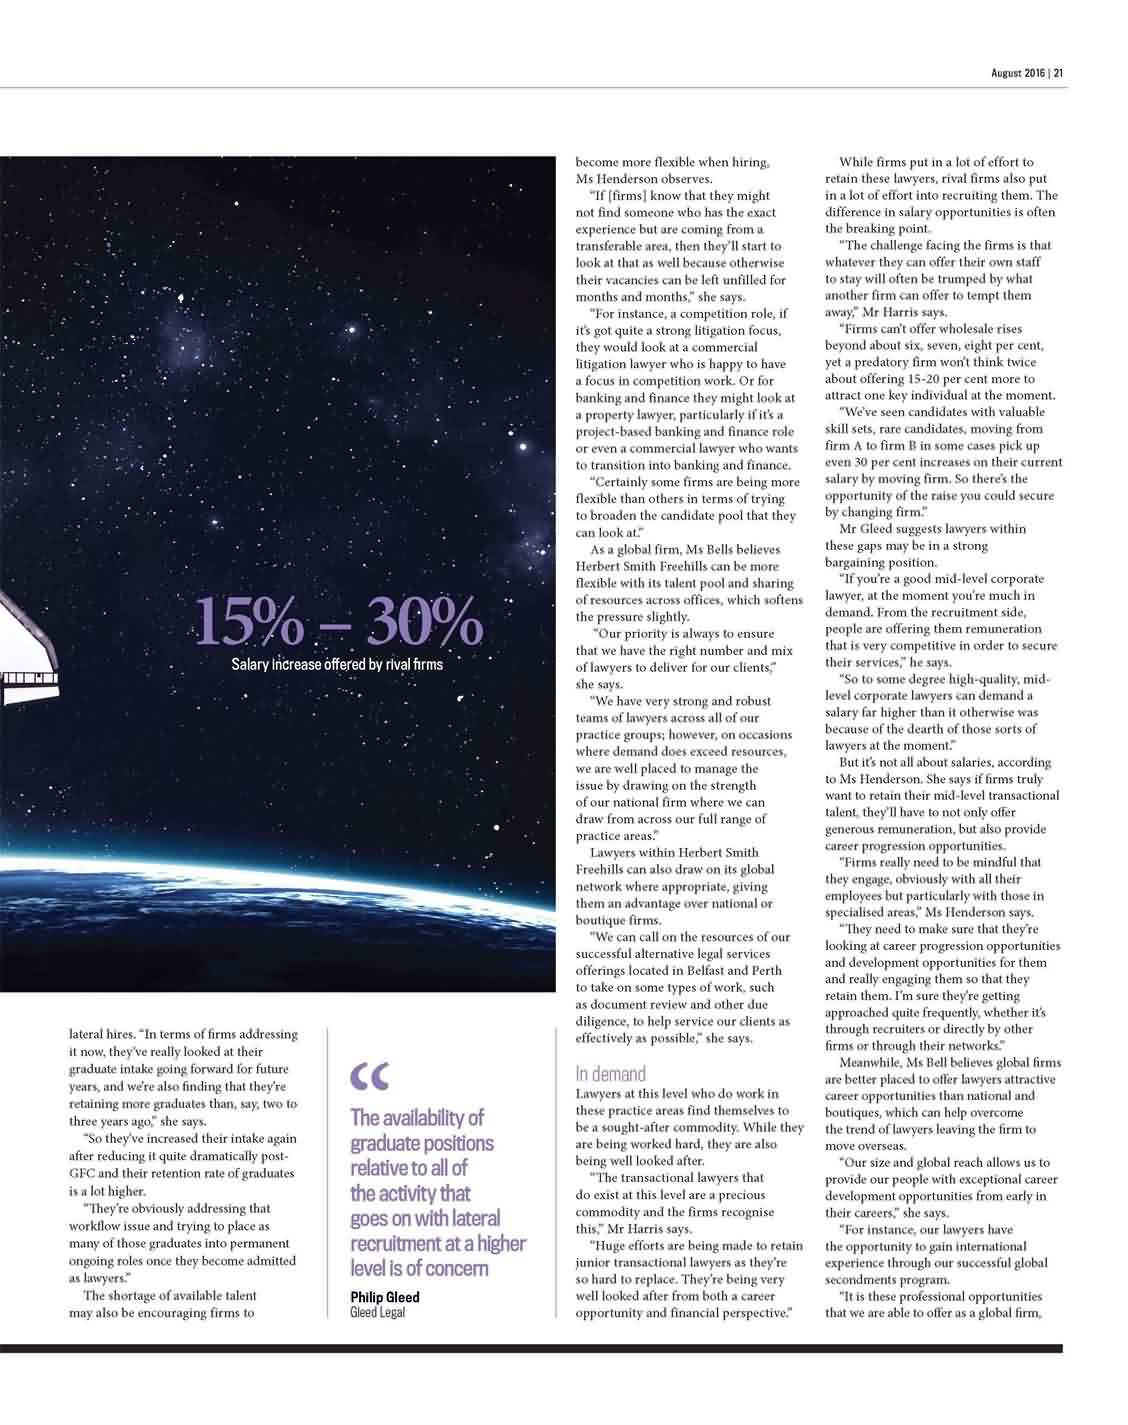 August 2016 | 21
15% – 30%
Salary increase offered by rival firms
lateral hires. “In terms of firms addressing
it now, they’ve really looked at their
graduate intake going forward for future
years, and we’re also finding that they’re
retaining more graduates than, say, two to
three years ago,” she says.
“So they’ve increased their intake again
after reducing it quite dramatically post-
GFC and their retention rate of graduates
is a lot higher.
“They’re obviously addressing that
workflow issue and trying to place as
many of those graduates into permanent
ongoing roles once they become admitted
as lawyers.”
The shortage of available talent
may also be encouraging firms to
“
The availability of
graduate positions
relative to all of
the activity that
goes on with lateral
recruitment at a higher
level is of concern
Philip Gleed
Gleed Legal
become more flexible when hiring,
Ms Henderson observes.
“If [firms] know that they might
not find someone who has the exact
experience but are coming from a
transferable area, then they’ll start to
look at that as well because otherwise
their vacancies can be left unfilled for
months and months,” she says.
“For instance, a competition role, if
it’s got quite a strong litigation focus,
they would look at a commercial
litigation lawyer who is happy to have
a focus in competition work. Or for
banking and finance they might look at
a property lawyer, particularly if it’s a
project-based banking and finance role
or even a commercial lawyer who wants
to transition into banking and finance.
“Certainly some firms are being more
flexible than others in terms of trying
to broaden the candidate pool that they
can look at.”
As a global firm, Ms Bells believes
Herbert Smith Freehills can be more
flexible with its talent pool and sharing
of resources across offices, which softens
the pressure slightly.
“Our priority is always to ensure
that we have the right number and mix
of lawyers to deliver for our clients,”
she says.
“We have very strong and robust
teams of lawyers across all of our
practice groups; however, on occasions
where demand does exceed resources,
we are well placed to manage the
issue by drawing on the strength
of our national firm where we can
draw from across our full range of
practice areas.”
Lawyers within Herbert Smith
Freehills can also draw on its global
network where appropriate, giving
them an advantage over national or
boutique firms.
“We can call on the resources of our
successful alternative legal services
offerings located in Belfast and Perth
to take on some types of work, such
as document review and other due
diligence, to help service our clients as
effectively as possible,” she says.
In demand
Lawyers at this level who do work in
these practice areas find themselves to
be a sought-after commodity. While they
are being worked hard, they are also
being well looked after.
“The transactional lawyers that
do exist at this level are a precious
commodity and the firms recognise
this,” Mr Harris says.
“Huge efforts are being made to retain
junior transactional lawyers as they’re
so hard to replace. They’re being very
well looked after from both a career
opportunity and financial perspective.”
While firms put in a lot of effort to
retain these lawyers, rival firms also put
in a lot of effort into recruiting them. The
difference in salary opportunities is often
the breaking point.
“The challenge facing the firms is that
whatever they can offer their own staff
to stay will often be trumped by what
another firm can offer to tempt them
away,” Mr Harris says.
“Firms can’t offer wholesale rises
beyond about six, seven, eight per cent,
yet a predatory firm won’t think twice
about offering 15-20 per cent more to
attract one key individual at the moment.
“We’ve seen candidates with valuable
skill sets, rare candidates, moving from
firm A to firm B in some cases pick up
even 30 per cent increases on their current
salary by moving firm. So there’s the
opportunity of the raise you could secure
by changing firm.”
Mr Gleed suggests lawyers within
these gaps may be in a strong
bargaining position.
“If you’re a good mid-level corporate
lawyer, at the moment you’re much in
demand. From the recruitment side,
people are offering them remuneration
that is very competitive in order to secure
their services,” he says.
“So to some degree high-quality, mid-
level corporate lawyers can demand a
salary far higher than it otherwise was
because of the dearth of those sorts of
lawyers at the moment.”
But it’s not all about salaries, according
to Ms Henderson. She says if firms truly
want to retain their mid-level transactional
talent, they’ll have to not only offer
generous remuneration, but also provide
career progression opportunities.
“Firms really need to be mindful that
they engage, obviously with all their
employees but particularly with those in
specialised areas,” Ms Henderson says.
“They need to make sure that they’re
looking at career progression opportunities
and development opportunities for them
and really engaging them so that they
retain them. I’m sure they’re getting
approached quite frequently, whether it’s
through recruiters or directly by other
firms or through their networks.”
Meanwhile, Ms Bell believes global firms
are better placed to offer lawyers attractive
career opportunities than national and
boutiques, which can help overcome
the trend of lawyers leaving the firm to
move overseas.
“Our size and global reach allows us to
provide our people with exceptional career
development opportunities from early in
their careers,” she says.
“For instance, our lawyers have
the opportunity to gain international
experience through our successful global
secondments program.
“It is these professional opportunities
that we are able to offer as a global firm,